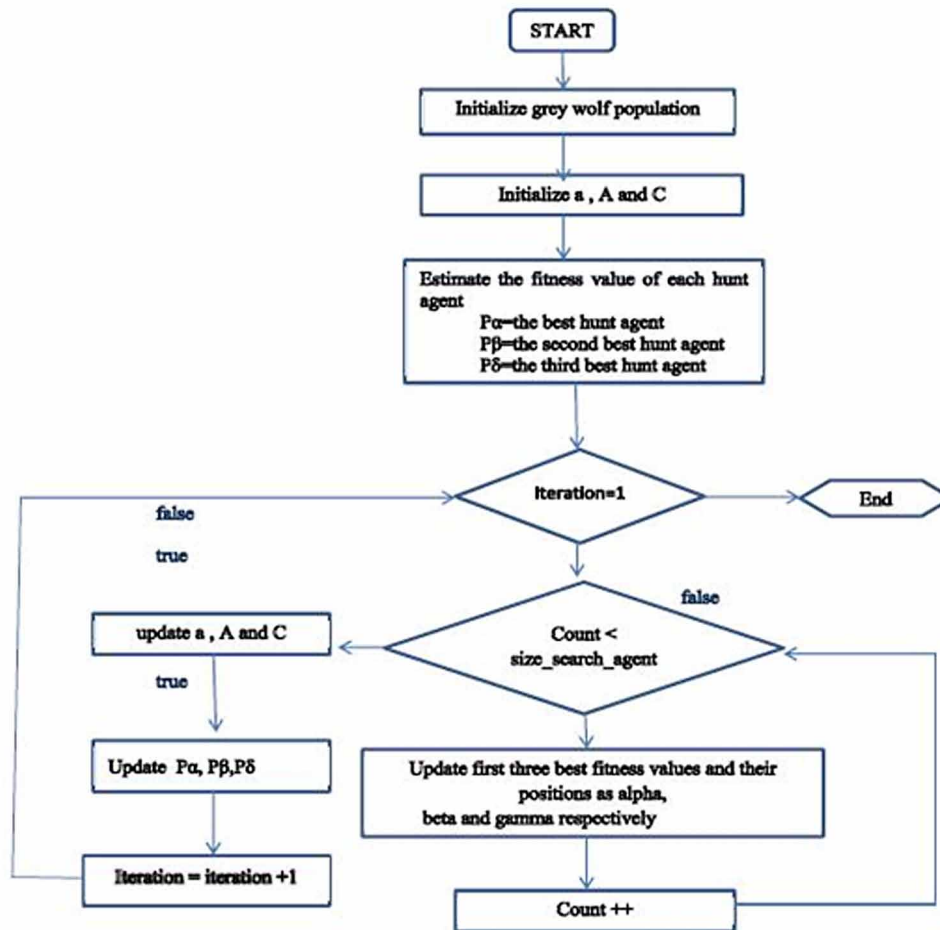 START
Initialize grey wolf population
Initialize a , A and C
Estimate the fitness value of each hunt
agent
Pα=the best hunt agent
Pβ=the second best hunt agent
Pδ=the third best hunt agent
Iteration=1
End
false
true
false
update a , A and C
Count <
size_search_agent
true
Update Pα, Pβ,Pδ
Update first three best fitness values and their
positions as alpha,
beta and gamma respectively
Iteration = iteration +1
Count ++